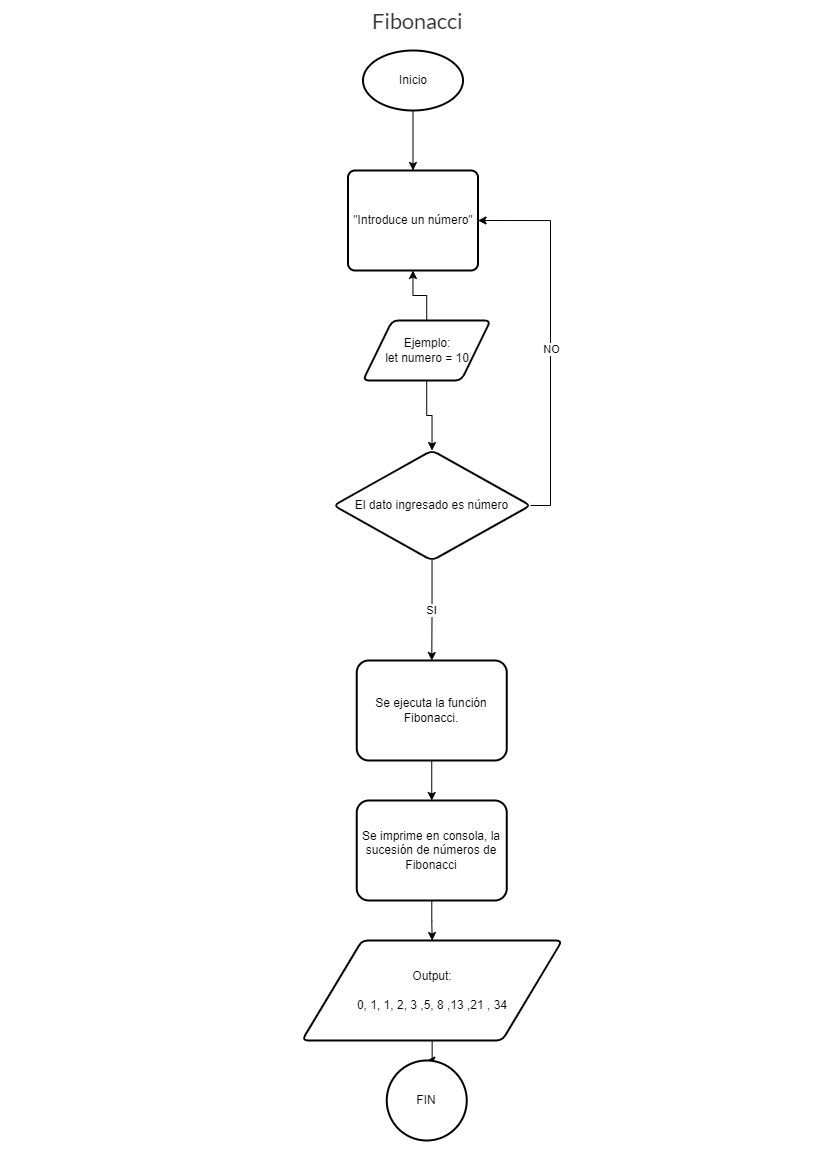 Fibonacci
Inicio
"Introduce un número"
Ejemplo:
let numero = 10
NO
El dato ingresado es número
SI
Se ejecuta la función
Fibonacci.
Se imprime en consola, la
sucesión de números de
Fibonacci
Output:
0, 1, 1, 2, 3 ,5, 8 ,13 ,21 , 34
FIN